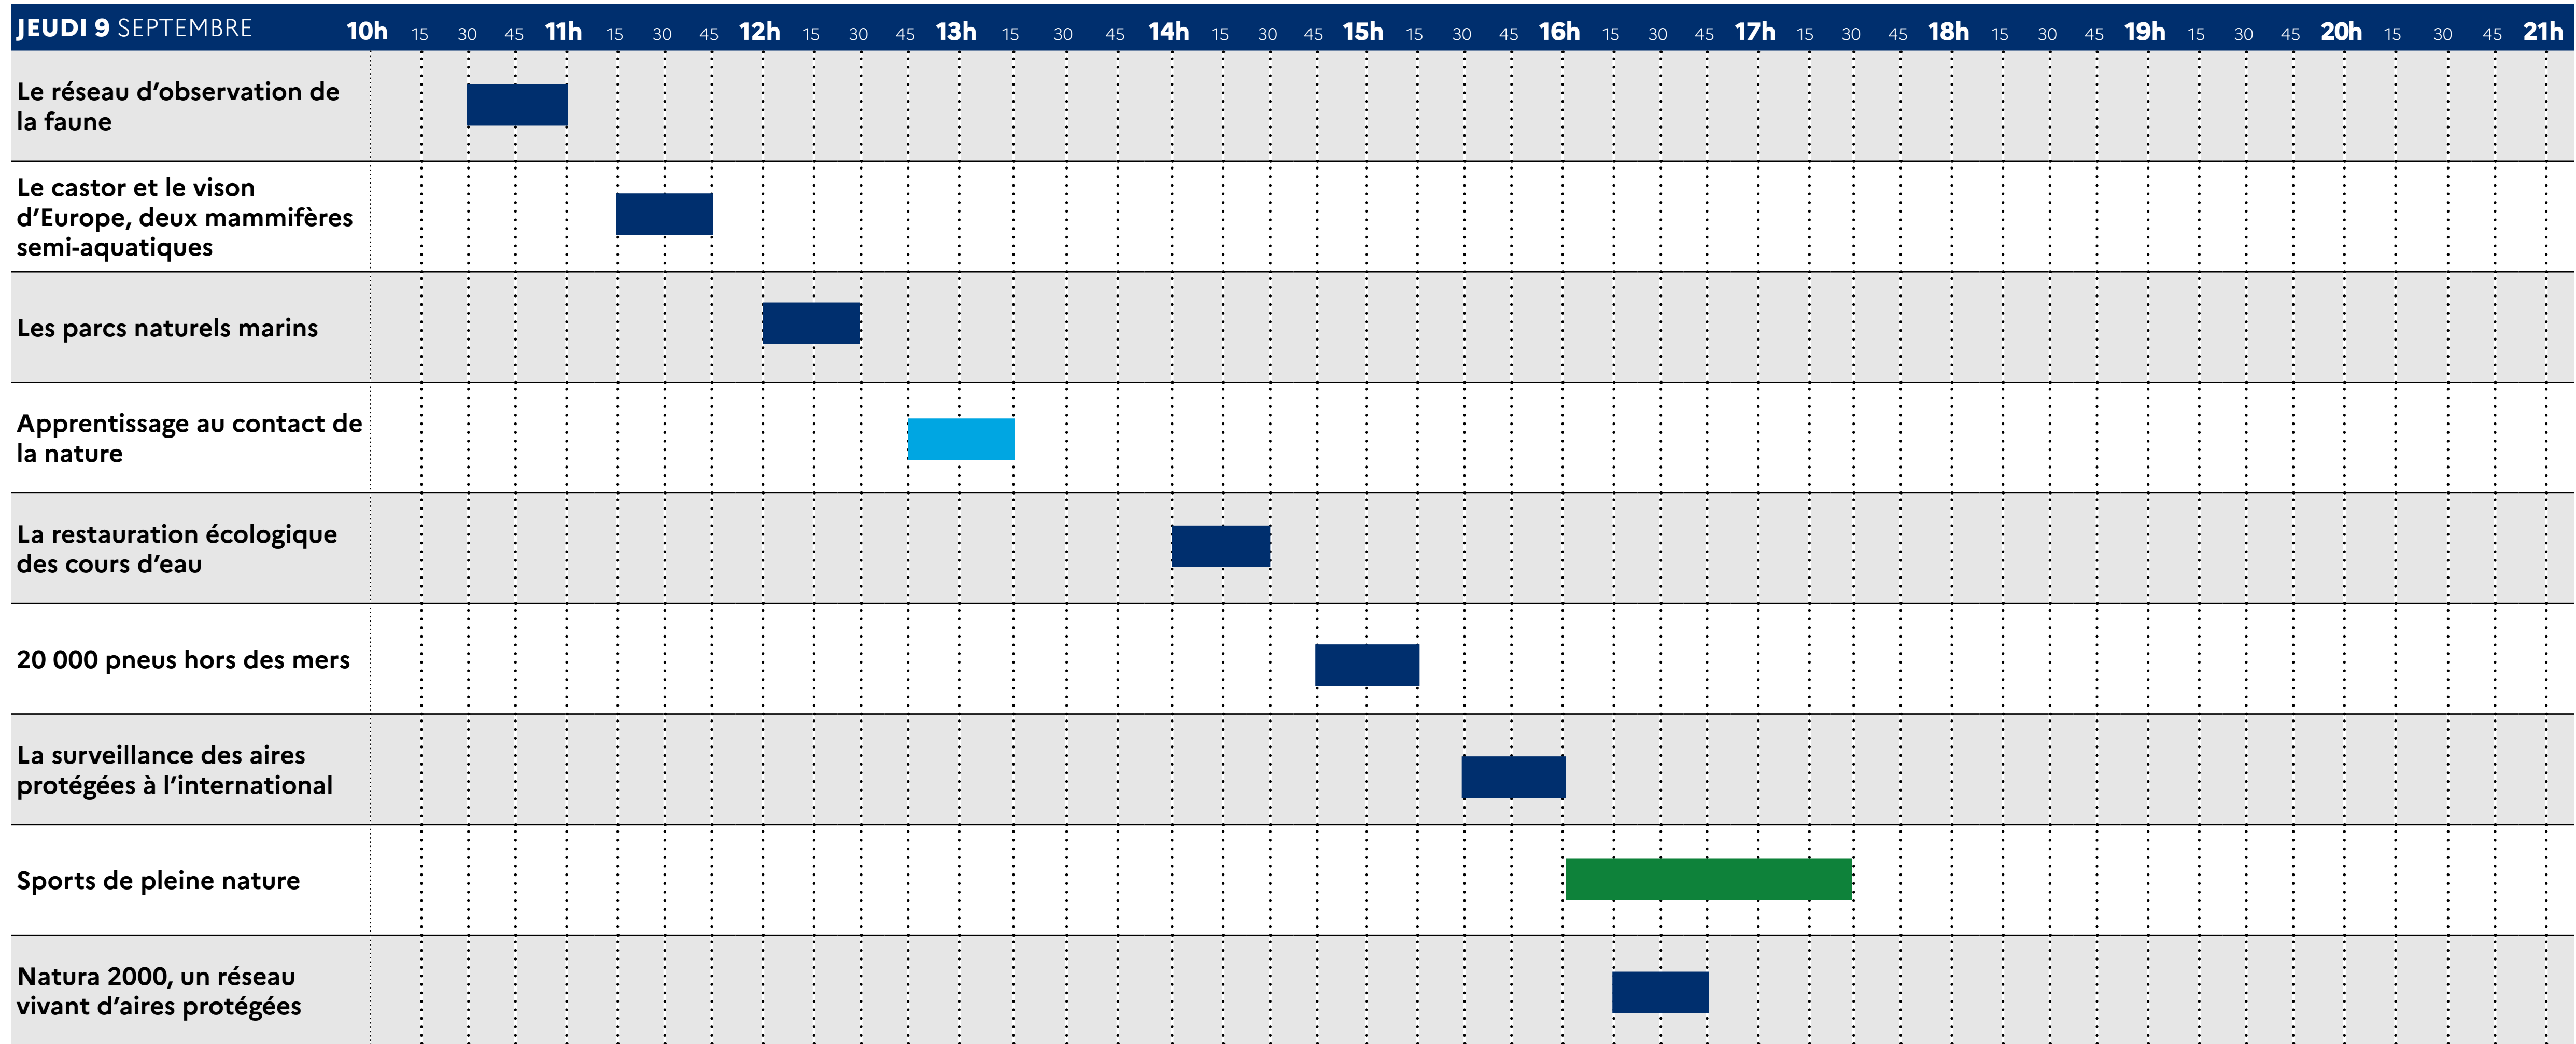 JEUDI 9 SEPTEMBRE 10h 15 30 45 11h 15 30 45 12h 15 30 45 13h 15 30 45 14h 15 30 45 15h 15 30 45 16h 15 30 45 17h 15 30 45 18h 15 30 45 19h 15 30 45 20h 15 30 45 21h
Le réseau d’observation de
la faune
Le castor et le vison
d’Europe, deux mammifères
semi-aquatiques
Les parcs naturels marins
Apprentissage au contact de
la nature
La restauration écologique
des cours d’eau
20 000 pneus hors des mers
La surveillance des aires
protégées à l’international
Sports de pleine nature
Natura 2000, un réseau
vivant d’aires protégées